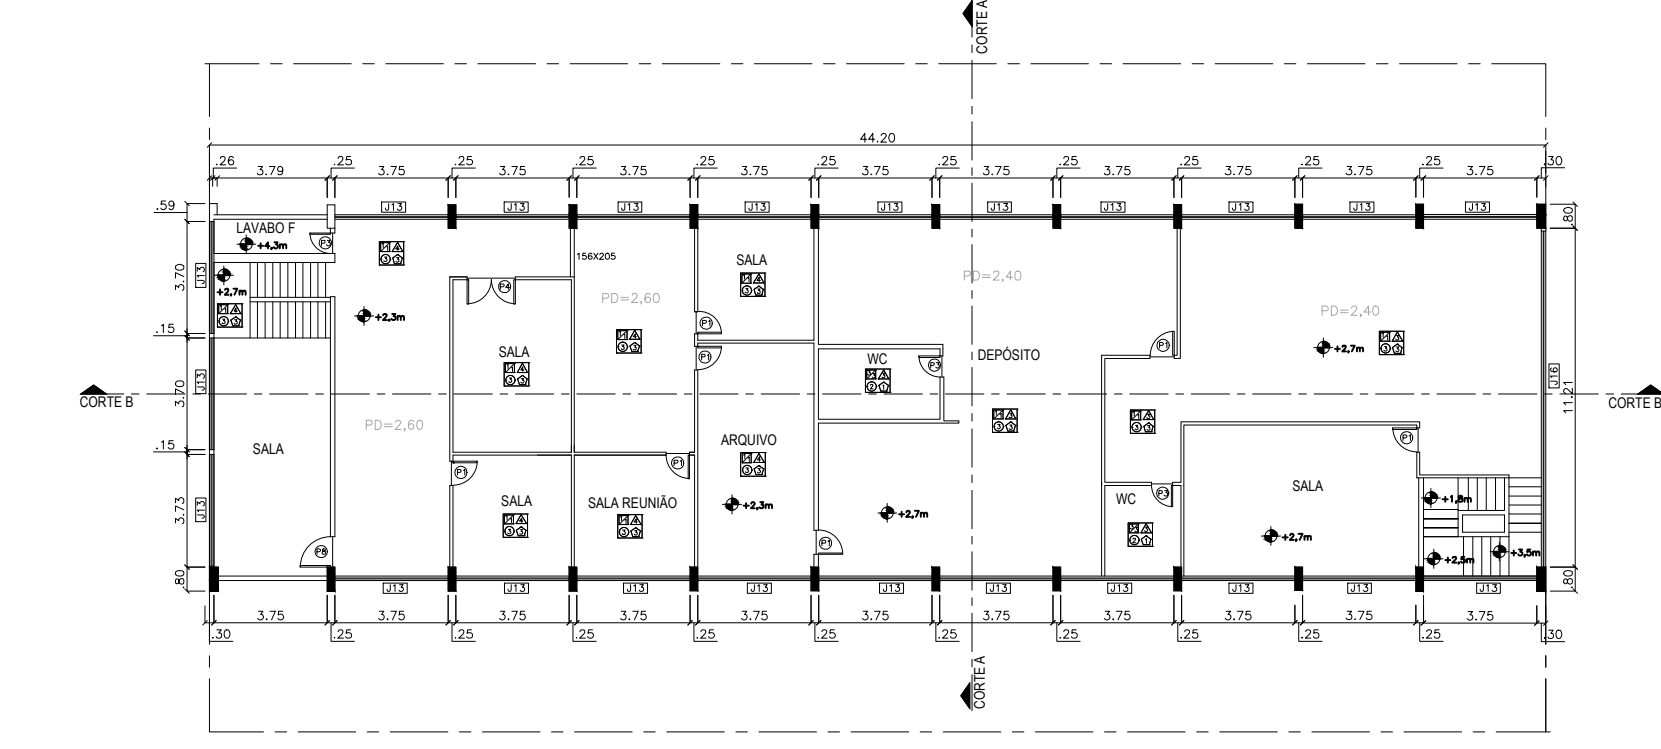 CORTE A
44.20
.26 3.79 .25 3.75 .25 3.75 .25 3.75 .25 3.75 .25 3.75 .25 3.75 .25 3.75 .25 3.75 .25 3.75 .25 3.75 .30
.59 J13 J13 J13 J13 J13 J13 J13 J13 J13 J13 .80
LAVABO F
+4,3m P3
156X205
SALA
3.70 J13 +2,7m
P4
PD=2,60
PD=2,40
PD=2,40
+2,3m
P1
.15
SALA
P1
WC
P3
DEPÓSITO
P1
+2,7m
3.70 J13
J16 11.21
CORTE B
CORTE B
PD=2,60
.15
SALA
ARQUIVO
P1
P1
P1
3.73 J13
SALA
SALA REUNIÃO
+2,3m
+2,7m
WC
P3
SALA
+1,8m
P8
P1
+2,7m
+2,5m
+3,5m
.80 J13 J13 J13 J13 J13 J13 J13 J13 J13 J13 .80
3.75 3.75 3.75 3.75 3.75 3.75 3.75 3.75 3.75 3.75 3.75
.30 .25 .25 .25 .25 .25 .25 .25 .25 .25 .25 .30
CORTE A